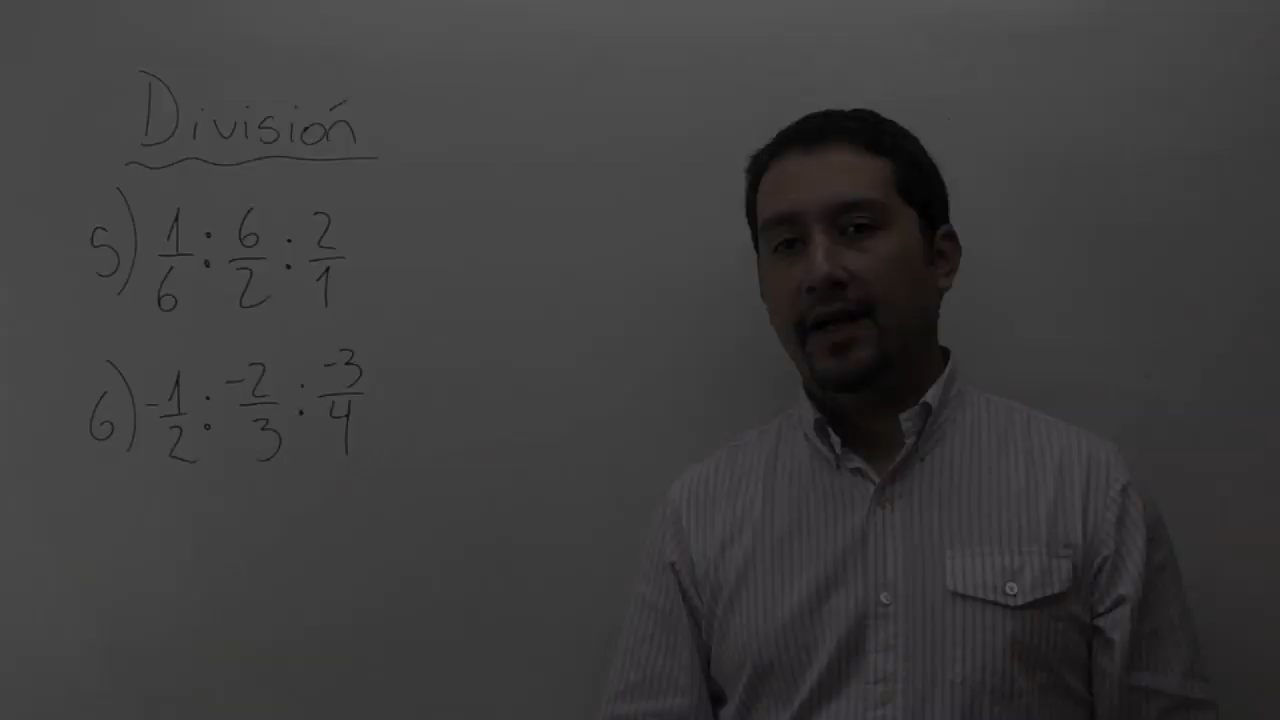 División
5) 1/6 : 6/2 : 2/1
6) -1/2 : -2/3 : -3/4